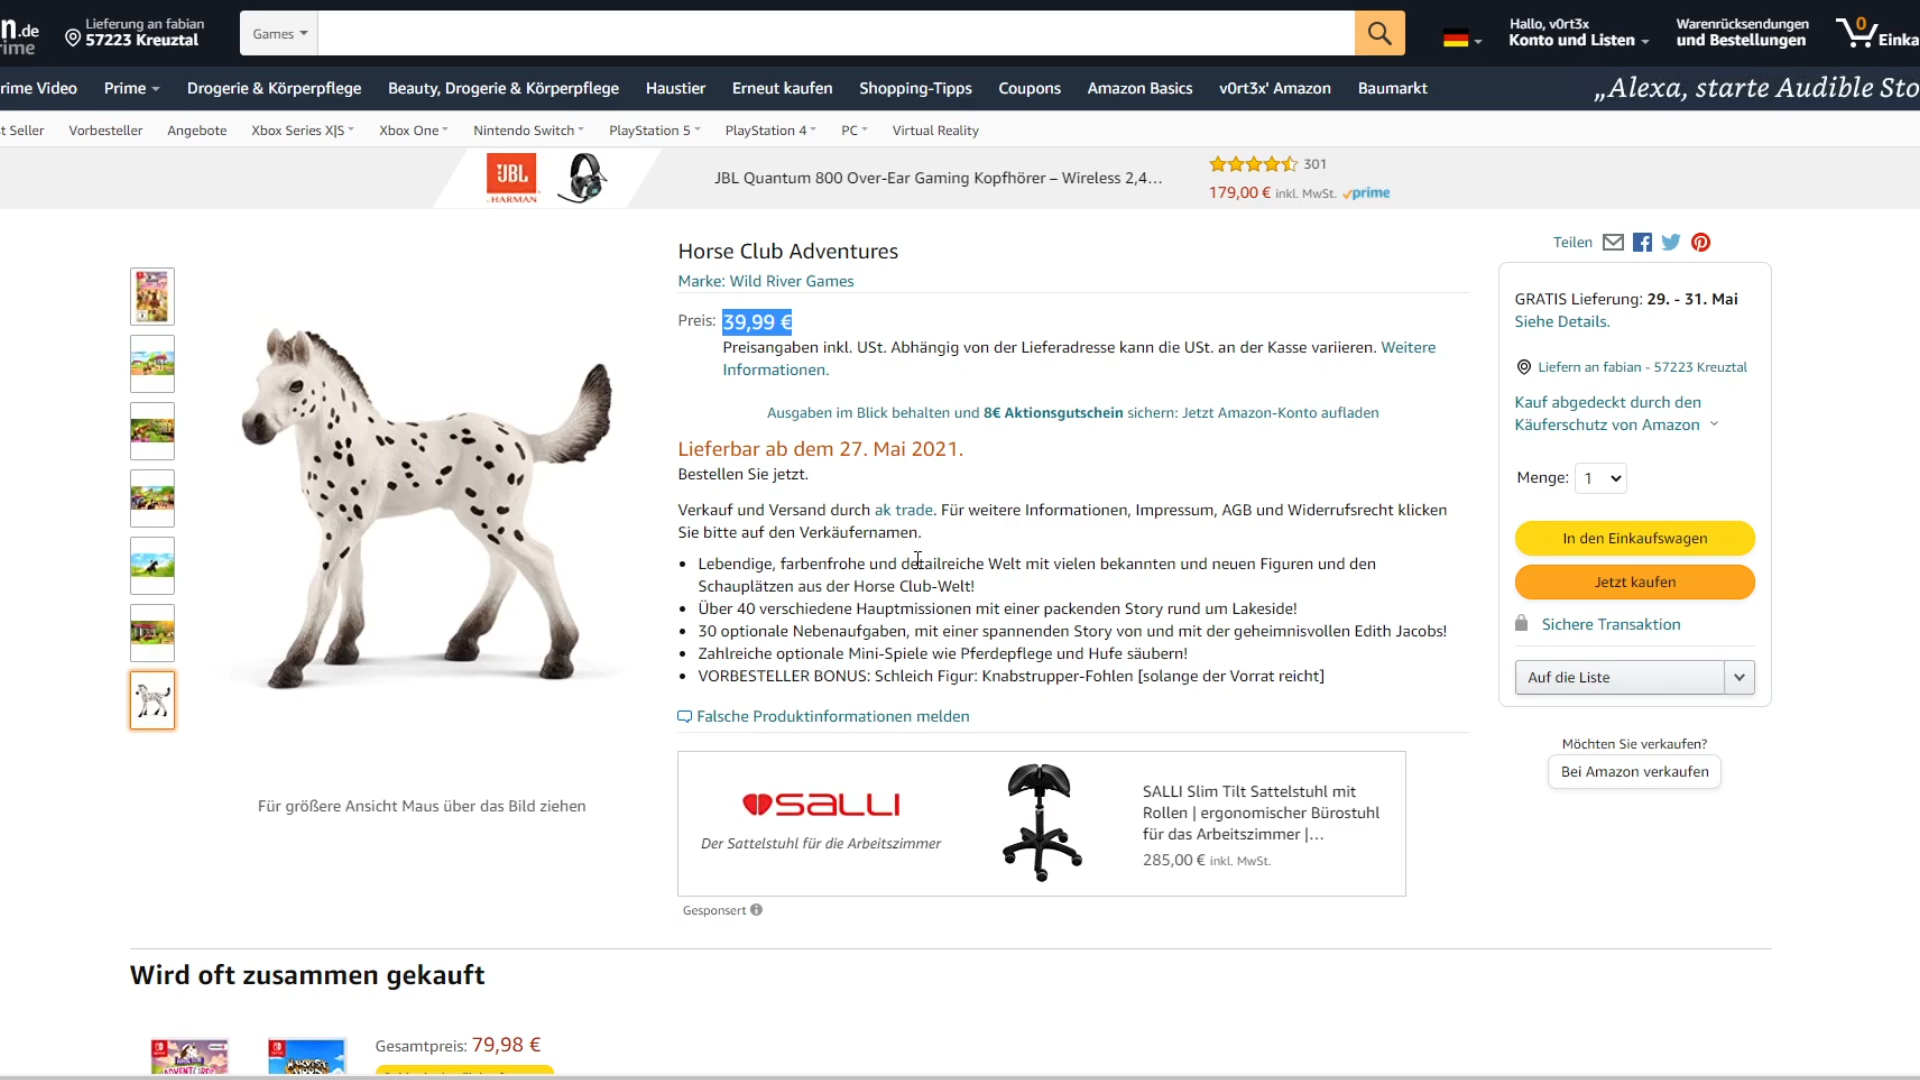 n.de
ime
Lieferung an fabian
57223 Kreuztal
Games
Hallo, v0rt3x
Konto und Listen
Warenrücksendungen
und Bestellungen
0
Einka
rime Video
Prime
Drogerie & Körperpflege
Beauty, Drogerie & Körperpflege
Haustier
Erneut kaufen
Shopping-Tipps
Coupons
Amazon Basics
v0rt3x' Amazon
Baumarkt
„Alexa, starte Audible Sto
t Seller
Vorbesteller
Angebote
Xbox Series X|S
Xbox One
Nintendo Switch
PlayStation 5
PlayStation 4
PC
Virtual Reality
JBL
HARMAN
JBL Quantum 800 Over-Ear Gaming Kopfhörer – Wireless 2,4...
301
179,00 € inkl. MwSt. prime
Horse Club Adventures
Marke: Wild River Games
Preis: 39,99 €
Preisangaben inkl. USt. Abhängig von der Lieferadresse kann die USt. an der Kasse variieren. Weitere
Informationen.
Ausgaben im Blick behalten und 8€ Aktionsgutschein sichern: Jetzt Amazon-Konto aufladen
Lieferbar ab dem 27. Mai 2021.
Bestellen Sie jetzt.
Verkauf und Versand durch ak trade. Für weitere Informationen, Impressum, AGB und Widerrufsrecht klicken
Sie bitte auf den Verkäufernamen.
• Lebendige, farbenfrohe und detailreiche Welt mit vielen bekannten und neuen Figuren und den
Schauplätzen aus der Horse Club-Welt!
• Über 40 verschiedene Hauptmissionen mit einer packenden Story rund um Lakeside!
• 30 optionale Nebenaufgaben, mit einer spannenden Story von und mit der geheimnisvollen Edith Jacobs!
• Zahlreiche optionale Mini-Spiele wie Pferdepflege und Hufe säubern!
• VORBESTELLER BONUS: Schleich Figur: Knabstrupper-Fohlen [solange der Vorrat reicht]
Falsche Produktinformationen melden
Für größere Ansicht Maus über das Bild ziehen
SALLI
Der Sattelstuhl für die Arbeitszimmer
SALLI Slim Tilt Sattelstuhl mit
Rollen | ergonomischer Bürostuhl
für das Arbeitszimmer |...
285,00 € inkl. MwSt.
Gesponsert
Teilen
GRATIS Lieferung: 29. - 31. Mai
Siehe Details.
Liefern an fabian - 57223 Kreuztal
Kauf abgedeckt durch den
Käuferschutz von Amazon
Menge: 1
In den Einkaufswagen
Jetzt kaufen
Sichere Transaktion
Auf die Liste
Möchten Sie verkaufen?
Bei Amazon verkaufen
Wird oft zusammen gekauft
Gesamtpreis: 79,98 €